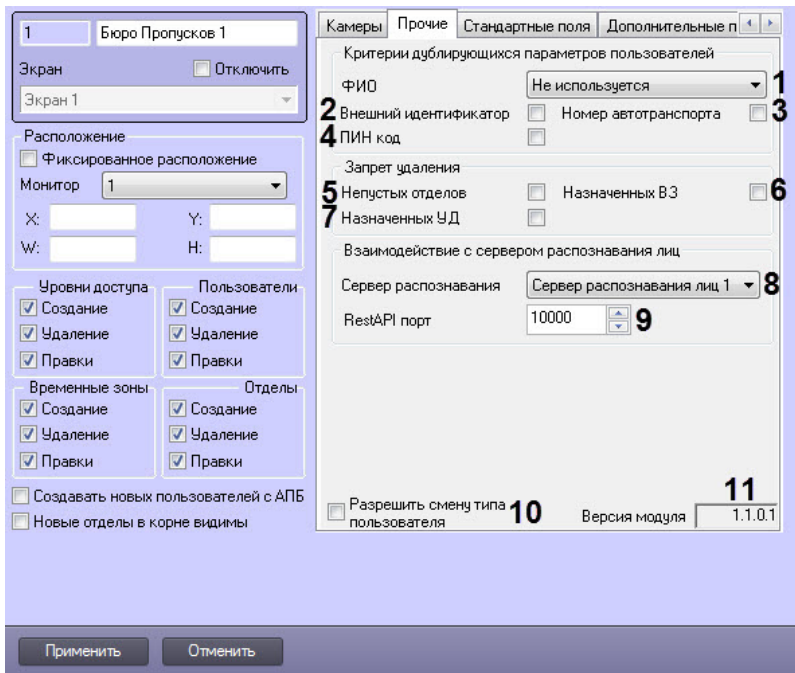 1 Бюро Пропусков 1
Экран Отключить
Экран 1
Расположение
Фиксированное расположение
Монитор 1
X: Y:
W: H:
Уровни доступа
Создание
Удаление
Правки
Пользователи
Создание
Удаление
Правки
Временные зоны
Создание
Удаление
Правки
Отделы
Создание
Удаление
Правки
Создавать новых пользователей с АПБ
Новые отделы в корне видимы
Камеры Прочие Стандартные поля Дополнительные п
Критерии дублирующихся параметров пользователей
ФИО Не используется 1
2 Внешний идентификатор Номер автотранспорта 3
4 ПИН код
Запрет удаления
5 Непустых отделов Назначенных ВЗ 6
7 Назначенных УД
Взаимодействие с сервером распознавания лиц
Сервер распознавания Сервер распознавания лиц 1 8
RestAPI порт 10000 9
Разрешить смену типа
пользователя 10
11
Версия модуля 1.1.0.1
Применить Отменить